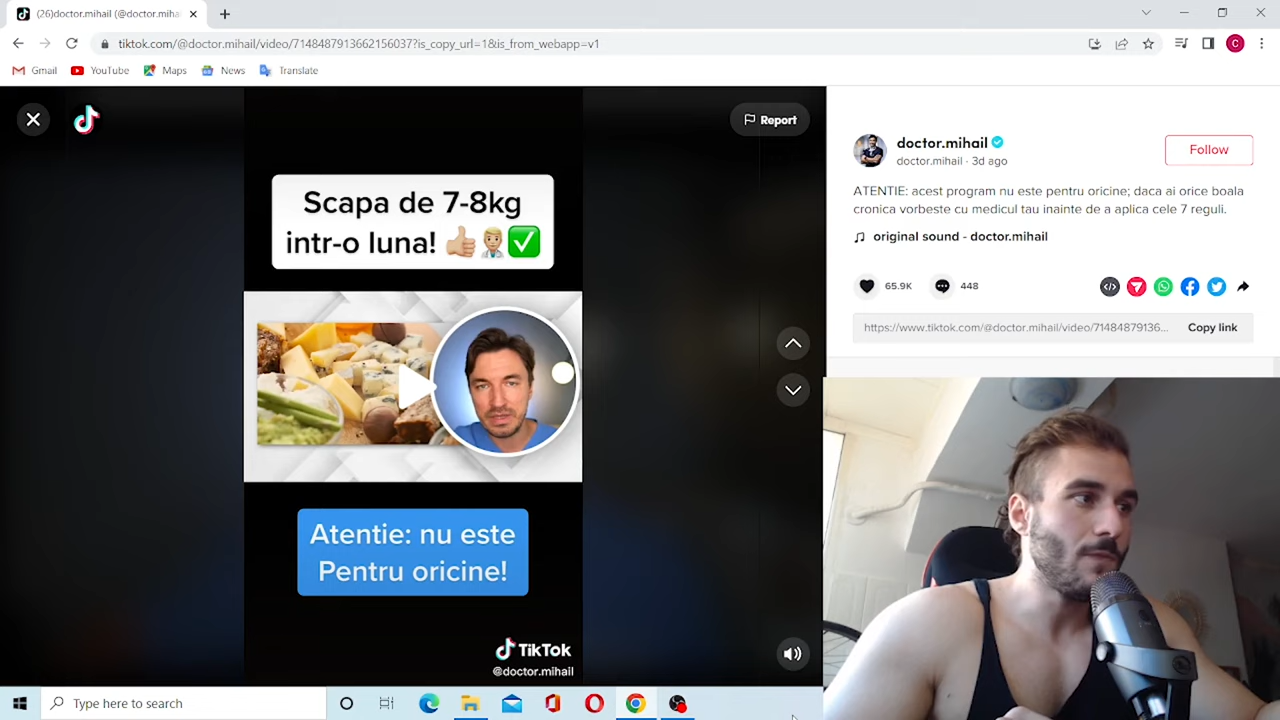 (26)doctor.mihail (@doctor.miha
tiktok.com/@doctor.mihail/video/7148487913662156037?is_copy_url=1&is_from_webapp=v1
C
Gmail
YouTube
Maps
News
Translate
Report
Scapa de 7-8kg
intr-o luna! 👍🏼👨🏼‍⚕️✅
Atentie: nu este
Pentru oricine!
TikTok
@doctor.mihail
doctor.mihail
doctor.mihail · 3d ago
Follow
ATENTIE: acest program nu este pentru oricine; daca ai orice boala
cronica vorbeste cu medicul tau inainte de a aplica cele 7 reguli.
original sound - doctor.mihail
65.9K
448
https://www.tiktok.com/@doctor.mihail/video/71484879136...
Copy link
Type here to search